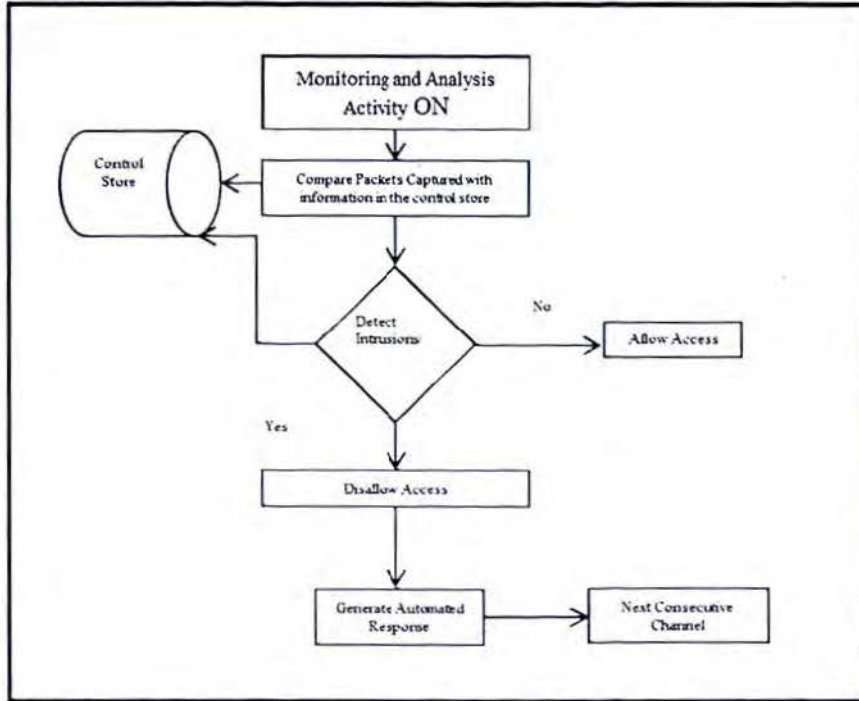 Monitoring and Analysis
Activity ON
Control
Store
Compare Packets Captured with
information in the control store
Detect
Intrusions
No
Allow Access
Yes
Disallow Access
Generate Automated
Response
Next Consecutive
Channel